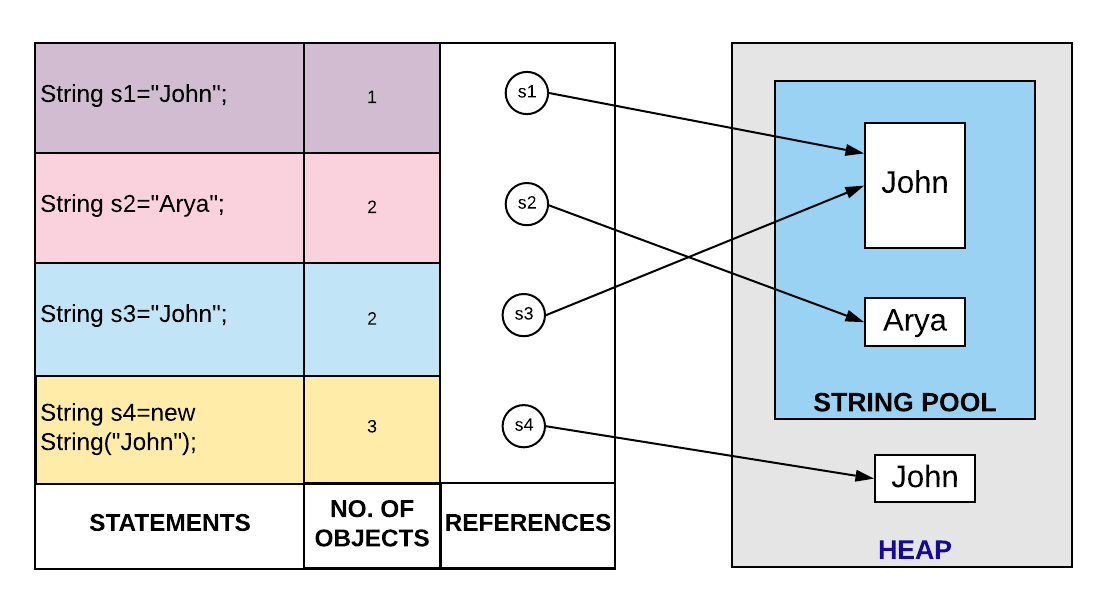 String s1="John";
1
s1
String s2="Arya";
2
s2
String s3="John";
2
s3
String s4=new
String("John");
3
s4
STATEMENTS
NO. OF
OBJECTS
REFERENCES
John
Arya
STRING POOL
John
HEAP